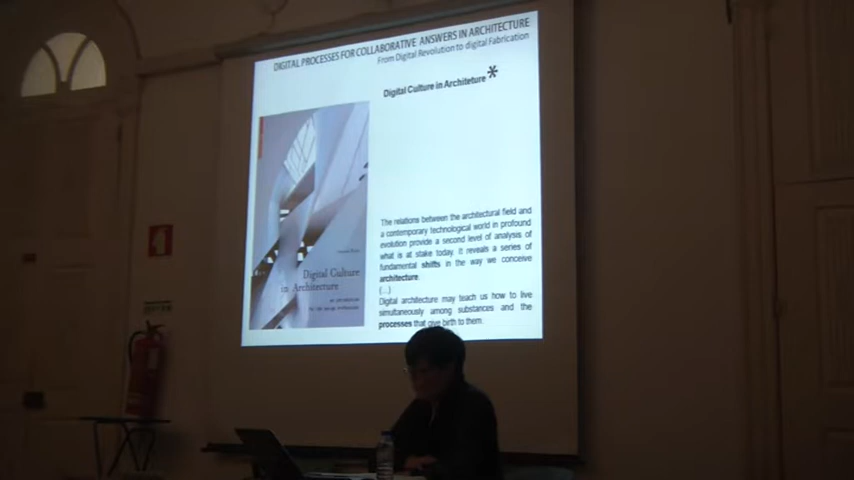 DIGITAL PROCESSES FOR COLLABORATIVE ANSWERS IN ARCHITECTURE
From Digital Revolution to digital Fabrication
Digital Culture in Architeture *
The relations between the architectural field and
a contemporary technological world in profound
evolution provide a second level of analysis of
what is at stake today. It reveals a series of
fundamental shifts in the way we conceive
architecture.
(...)
Digital architecture may teach us how to live
simultaneously among substances and the
processes that give birth to them.
Digital Culture
in Architecture